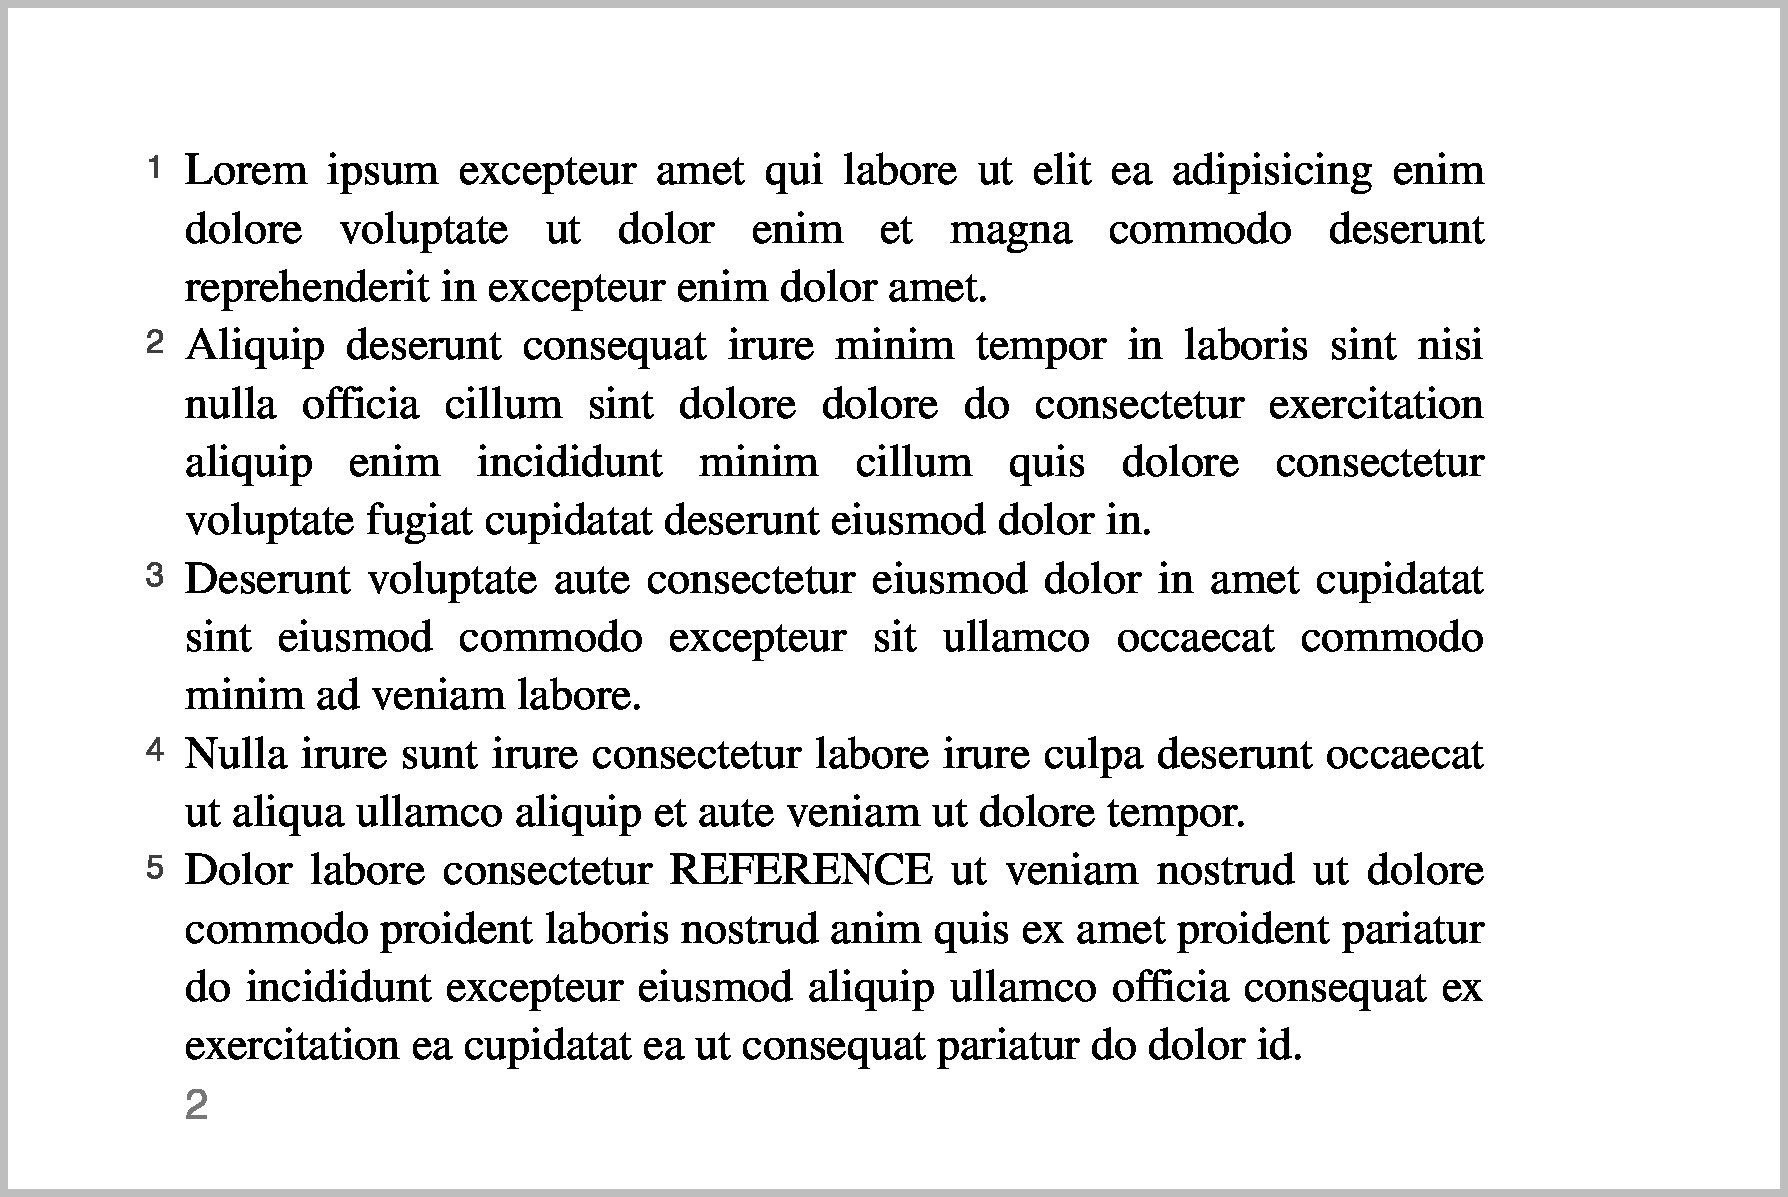 1 Lorem ipsum excepteur amet qui labore ut elit ea adipisicing enim
dolore voluptate ut dolor enim et magna commodo deserunt
reprehenderit in excepteur enim dolor amet.
2 Aliquip deserunt consequat irure minim tempor in laboris sint nisi
nulla officia cillum sint dolore dolore do consectetur exercitation
aliquip enim incididunt minim cillum quis dolore consectetur
voluptate fugiat cupidatat deserunt eiusmod dolor in.
3 Deserunt voluptate aute consectetur eiusmod dolor in amet cupidatat
sint eiusmod commodo excepteur sit ullamco occaecat commodo
minim ad veniam labore.
4 Nulla irure sunt irure consectetur labore irure culpa deserunt occaecat
ut aliqua ullamco aliquip et aute veniam ut dolore tempor.
5 Dolor labore consectetur REFERENCE ut veniam nostrud ut dolore
commodo proident laboris nostrud anim quis ex amet proident pariatur
do incididunt excepteur eiusmod aliquip ullamco officia consequat ex
exercitation ea cupidatat ea ut consequat pariatur do dolor id.
2